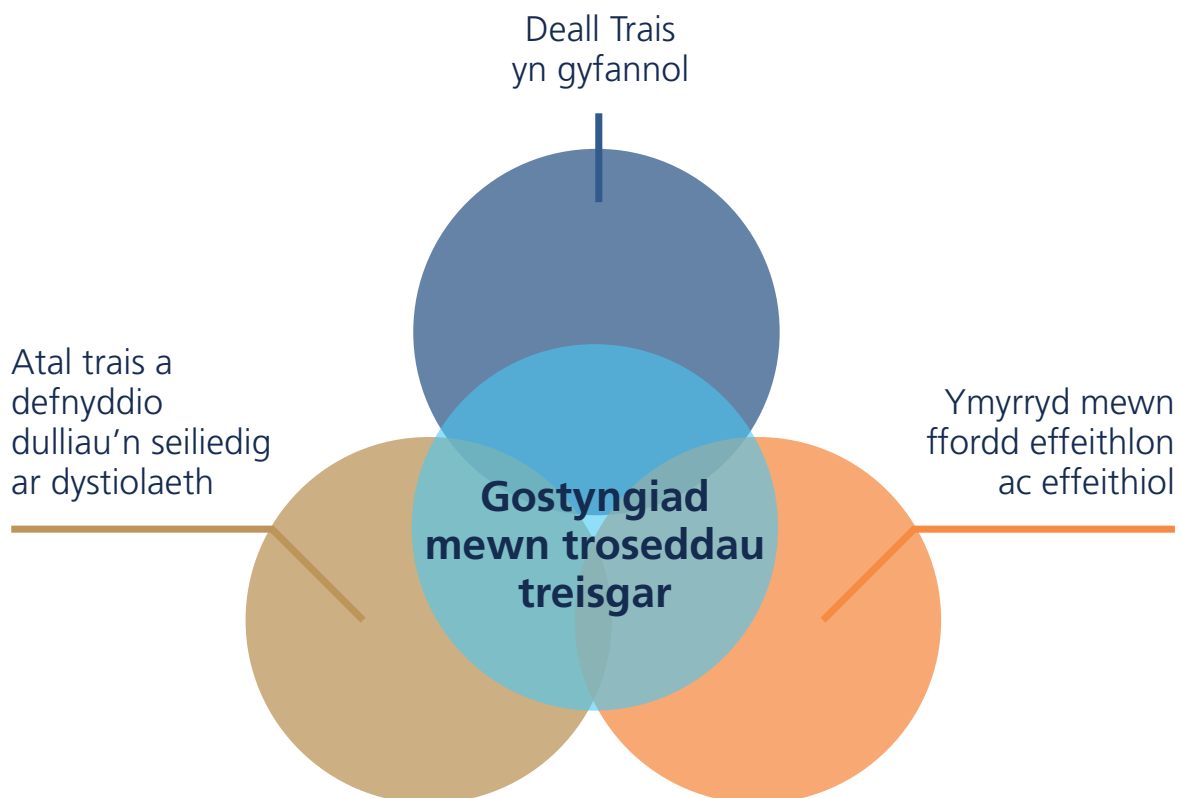 Deall Trais
yn gyfannol
Atal trais a
defnyddio
dulliau'n seiliedig
ar dystiolaeth
Ymyrryd mewn
ffordd effeithlon
ac effeithiol
Gostyngiad
mewn troseddau
treisgar